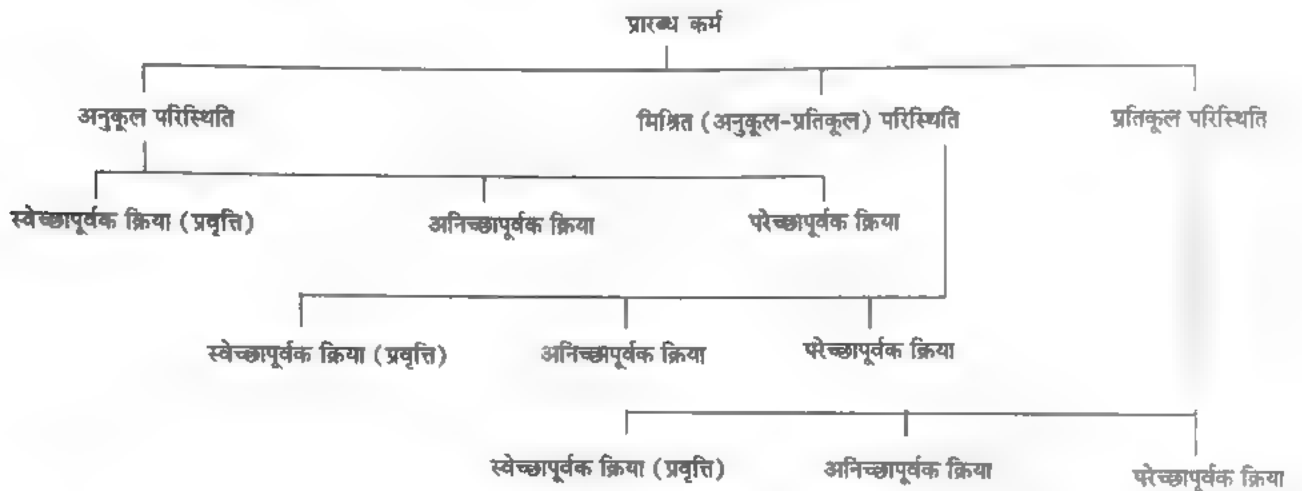 प्रारब्ध कर्म
अनुकूल परिस्थिति मिश्रित (अनुकूल-प्रतिकूल) परिस्थिति प्रतिकूल परिस्थिति
स्वेच्छापूर्वक क्रिया (प्रवृत्ति) अनिच्छापूर्वक क्रिया परेच्छापूर्वक क्रिया
स्वेच्छापूर्वक क्रिया (प्रवृत्ति) अनिच्छापूर्वक क्रिया परेच्छापूर्वक क्रिया
स्वेच्छापूर्वक क्रिया (प्रवृत्ति) अनिच्छापूर्वक क्रिया परेच्छापूर्वक क्रिया